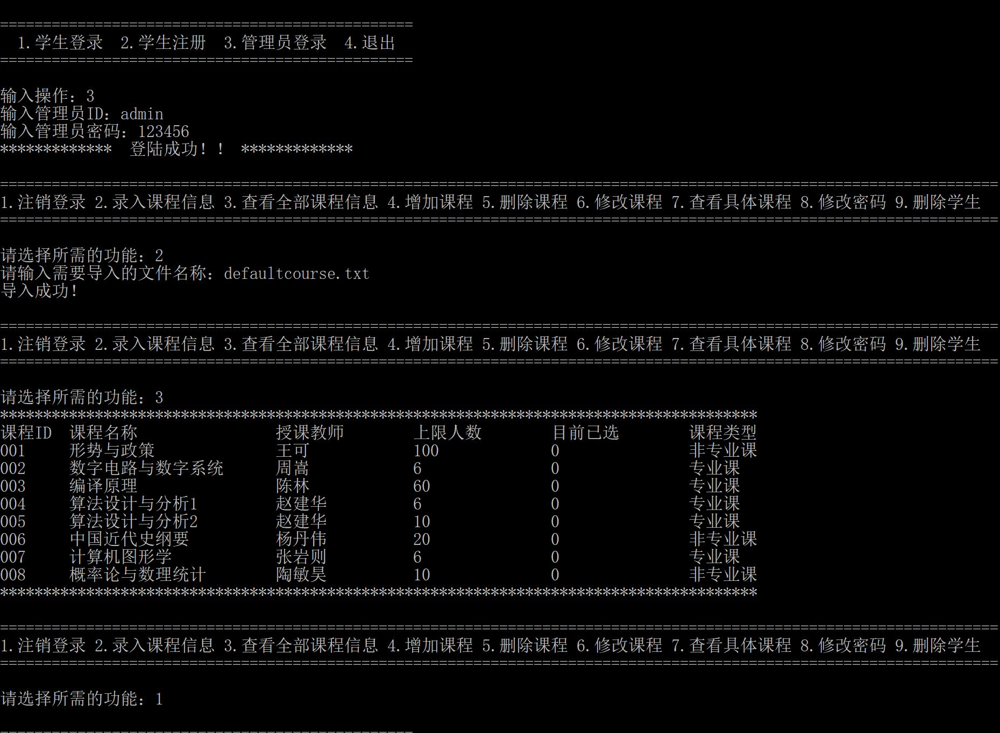 ================================================
1.学生登录 2.学生注册 3.管理员登录 4.退出
================================================
输入操作：3
输入管理员ID：admin
输入管理员密码：123456
************* 登陆成功！！ *************
====================================================================================================================
1.注销登录 2.录入课程信息 3.查看全部课程信息 4.增加课程 5.删除课程 6.修改课程 7.查看具体课程 8.修改密码 9.删除学生
====================================================================================================================
请选择所需的功能：2
请输入需要导入的文件名称：defaultcourse.txt
导入成功！
====================================================================================================================
1.注销登录 2.录入课程信息 3.查看全部课程信息 4.增加课程 5.删除课程 6.修改课程 7.查看具体课程 8.修改密码 9.删除学生
====================================================================================================================
请选择所需的功能：3
****************************************************************************************
课程ID 课程名称 授课教师 上限人数 目前已选 课程类型
001 形势与政策 王可 100 0 非专业课
002 数字电路与数字系统 周嵩 6 0 专业课
003 编译原理 陈林 60 0 专业课
004 算法设计与分析1 赵建华 6 0 专业课
005 算法设计与分析2 赵建华 10 0 专业课
006 中国近代史纲要 杨丹伟 20 0 非专业课
007 计算机图形学 张岩则 6 0 专业课
008 概率论与数理统计 陶敏昊 10 0 非专业课
****************************************************************************************
====================================================================================================================
1.注销登录 2.录入课程信息 3.查看全部课程信息 4.增加课程 5.删除课程 6.修改课程 7.查看具体课程 8.修改密码 9.删除学生
====================================================================================================================
请选择所需的功能：1
================================================